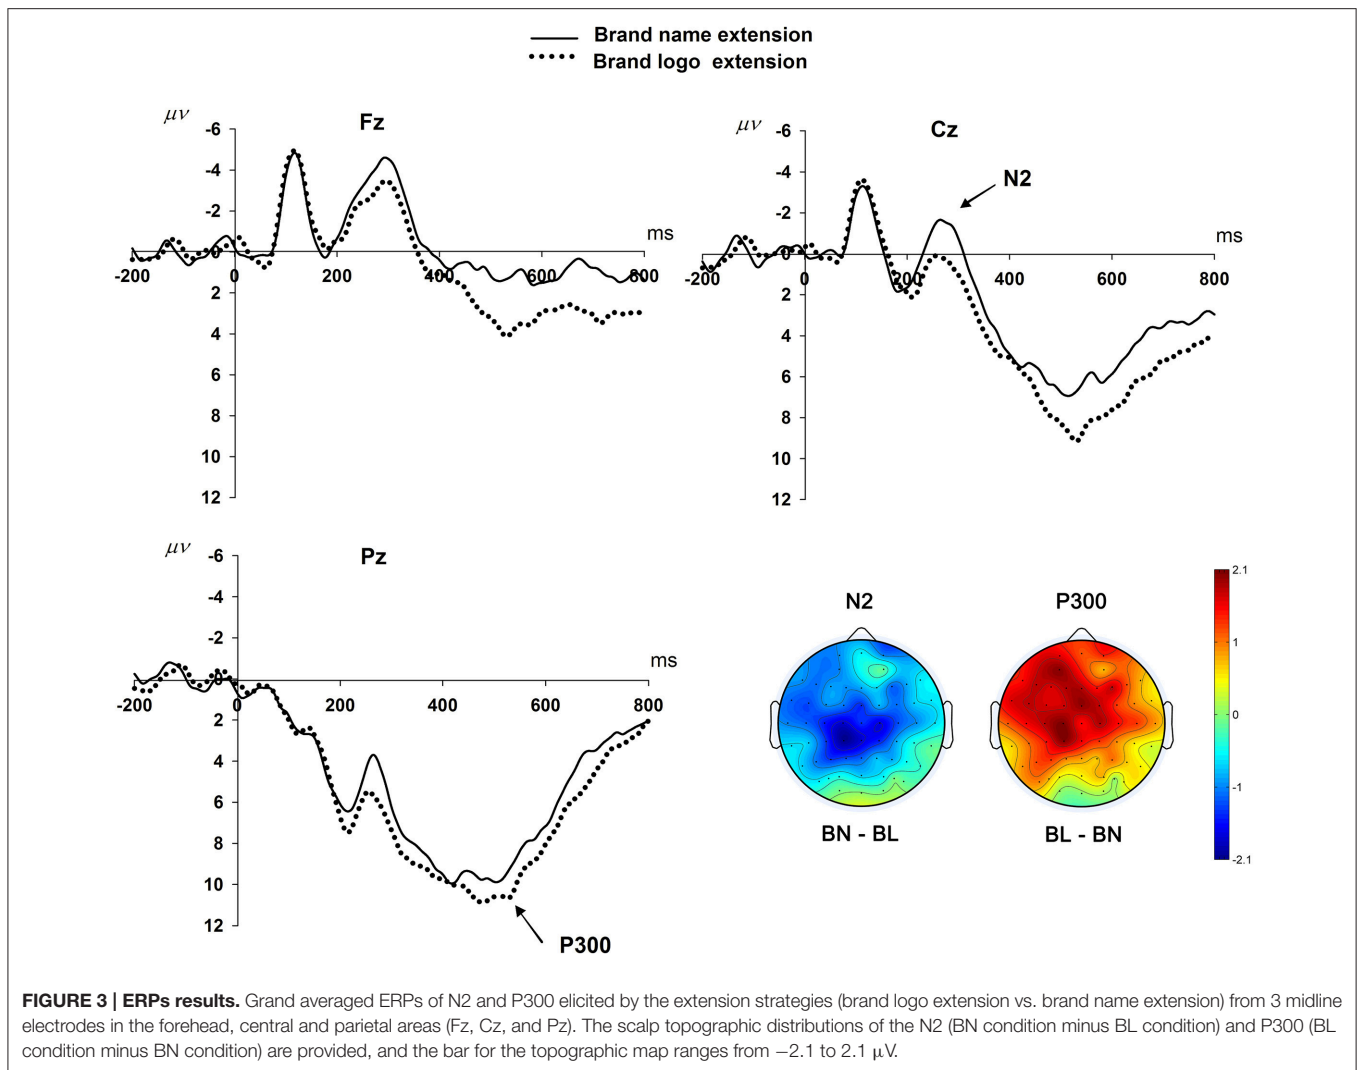 Brand name extension
Brand logo extension
μv
Fz
-6
-4
-2
ms
-200 0 200 400 600 800
2
4
6
8
10
12
μv
Cz
-6
-4
N2
-2
ms
-200 0 200 400 600 800
2
4
6
8
10
12
μv
Pz
-6
-4
-2
ms
0
-200 0 200 400 600 800
2
4
6
8
10
12
P300
N2
P300
2.1
1
0
-1
-2.1
BN - BL
BL - BN
FIGURE 3 | ERPs results. Grand averaged ERPs of N2 and P300 elicited by the extension strategies (brand logo extension vs. brand name extension) from 3 midline
electrodes in the forehead, central and parietal areas (Fz, Cz, and Pz). The scalp topographic distributions of the N2 (BN condition minus BL condition) and P300 (BL
condition minus BN condition) are provided, and the bar for the topographic map ranges from −2.1 to 2.1 μV.